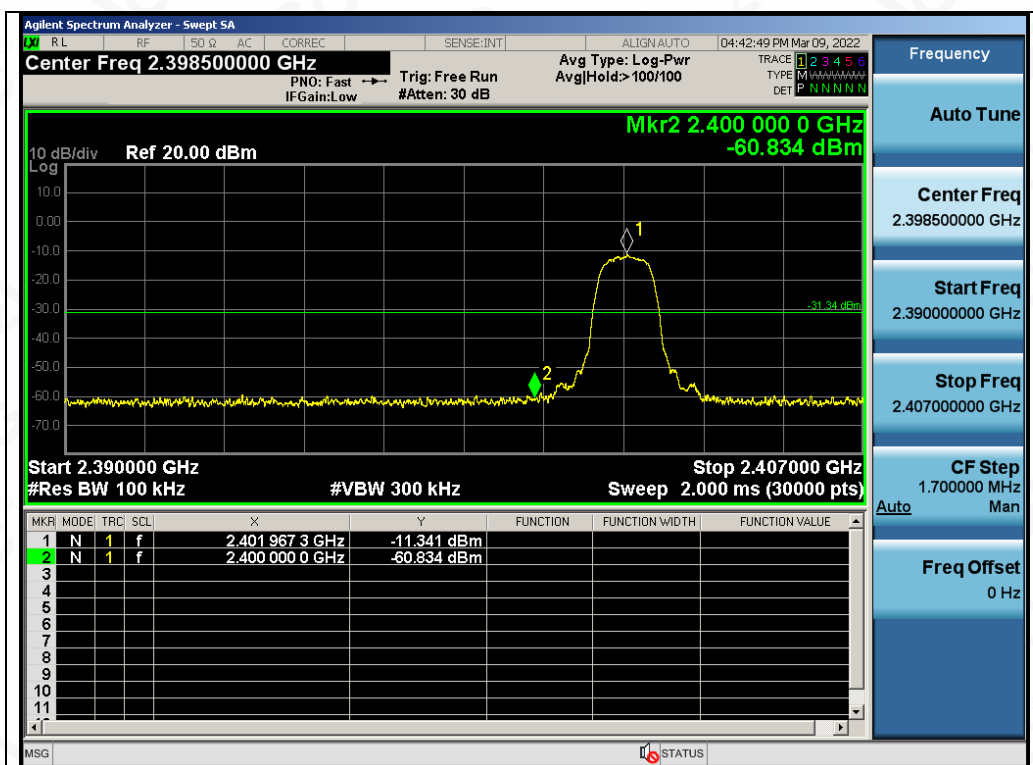 Agilent Spectrum Analyzer - Swept SA
LXI RL RF 50 Ω AC CORREC SENSE:INT ALIGNAUTO 04:42:49 PM Mar 09, 2022
Center Freq 2.398500000 GHz
PNO: Fast
IFGain:Low
Trig: Free Run
#Atten: 30 dB
Avg Type: Log-Pwr
Avg|Hold:> 100/100
TRACE 1 2 3 4 5 6
TYPE M WWWWW
DET P N N N N N
Mkr2 2.400 000 0 GHz
-60.834 dBm
10 dB/div Ref 20.00 dBm
Log
10.0
0.00
-10.0
-20.0
-30.0
-40.0
-50.0
-60.0
-70.0
1
-31.34 dBm
2
Start 2.390000 GHz Stop 2.407000 GHz
#Res BW 100 kHz #VBW 300 kHz Sweep 2.000 ms (30000 pts)
MKR MODE TRC SCL X Y FUNCTION FUNCTION WIDTH FUNCTION VALUE
1 N 1 f 2.401 967 3 GHz -11.341 dBm
2 N 1 f 2.400 000 0 GHz -60.834 dBm
3
4
5
6
7
8
9
10
11
MSG STATUS
Frequency
Auto Tune
Center Freq
2.398500000 GHz
Start Freq
2.390000000 GHz
Stop Freq
2.407000000 GHz
CF Step
1.700000 MHz
Auto Man
Freq Offset
0 Hz